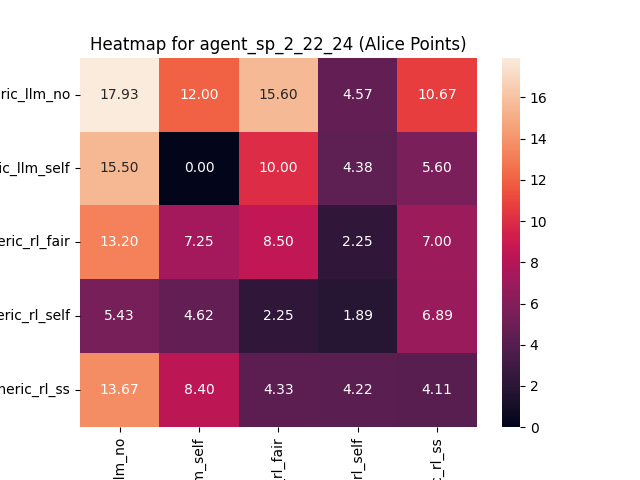 Heatmap for agent_sp_2_22_24 (Alice Points)
ric_llm_no 17.93 12.00 15.60 4.57 10.67
ic_llm_self 15.50 0.00 10.00 4.38 5.60
eric_rl_fair 13.20 7.25 8.50 2.25 7.00
eric_rl_self 5.43 4.62 2.25 1.89 6.89
neric_rl_ss 13.67 8.40 4.33 4.22 4.11
16
14
12
10
8
6
4
2
0
lm_no
m_self
rl_fair
rl_self
c_rl_ss